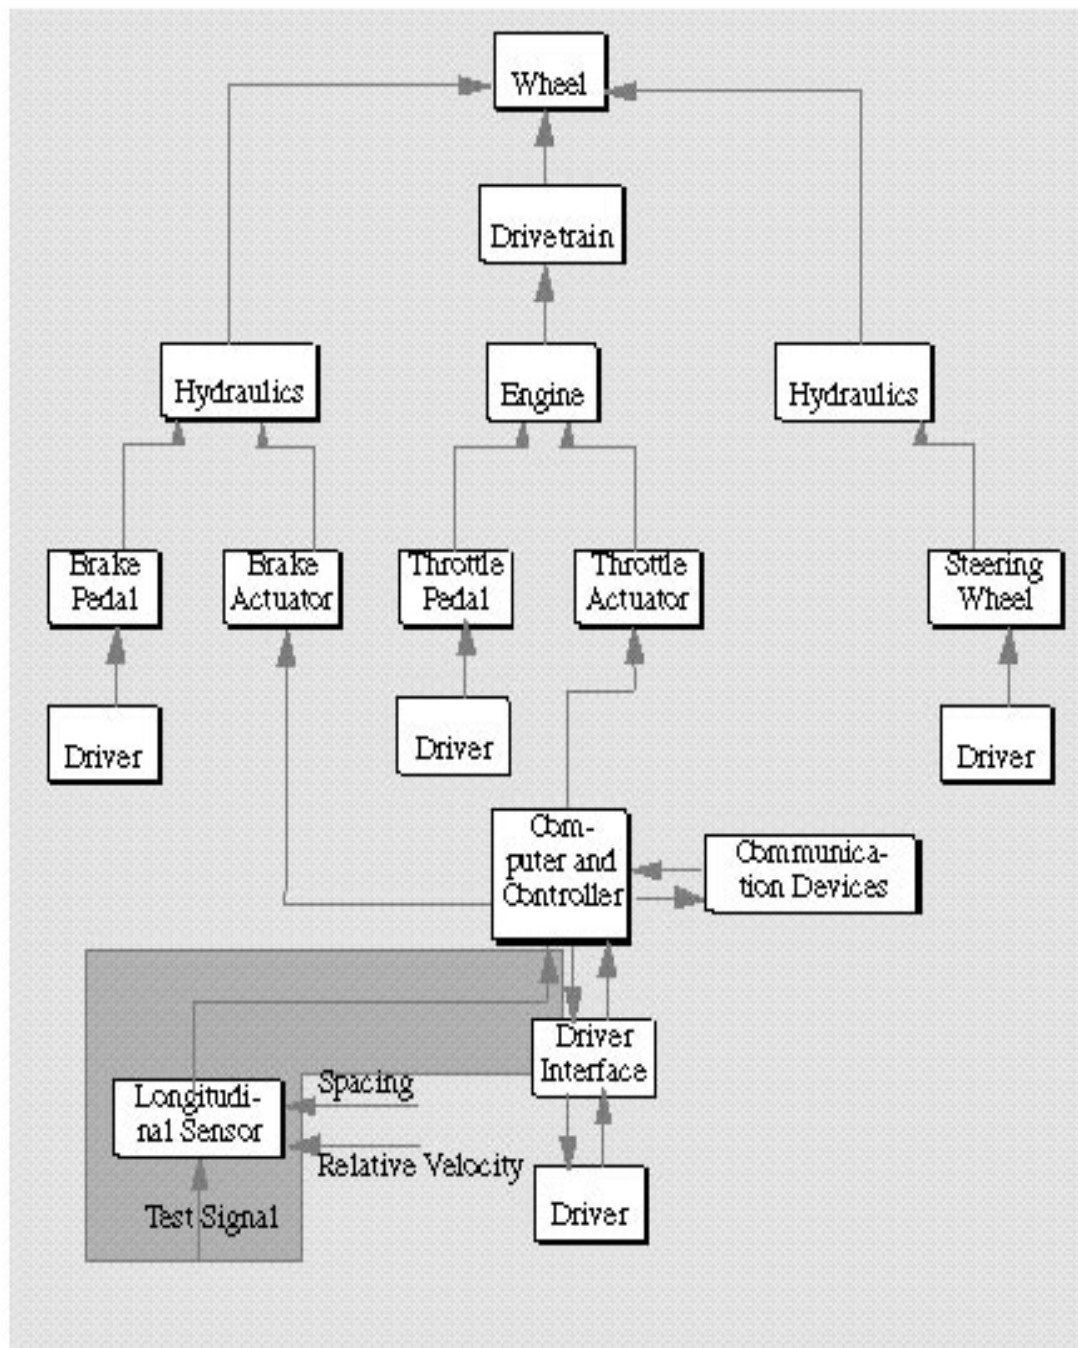 Wheel
Drivetrain
Hydraulics
Engine
Hydraulics
Brake
Pedal
Brake
Actuator
Throttle
Pedal
Throttle
Actuator
Steering
Wheel
Driver
Driver
Driver
Com-
puter and
Controller
Communica-
tion Devices
Driver
Interface
Longitudi-
nal Sensor
Spacing
Relative Velocity
Test Signal
Driver